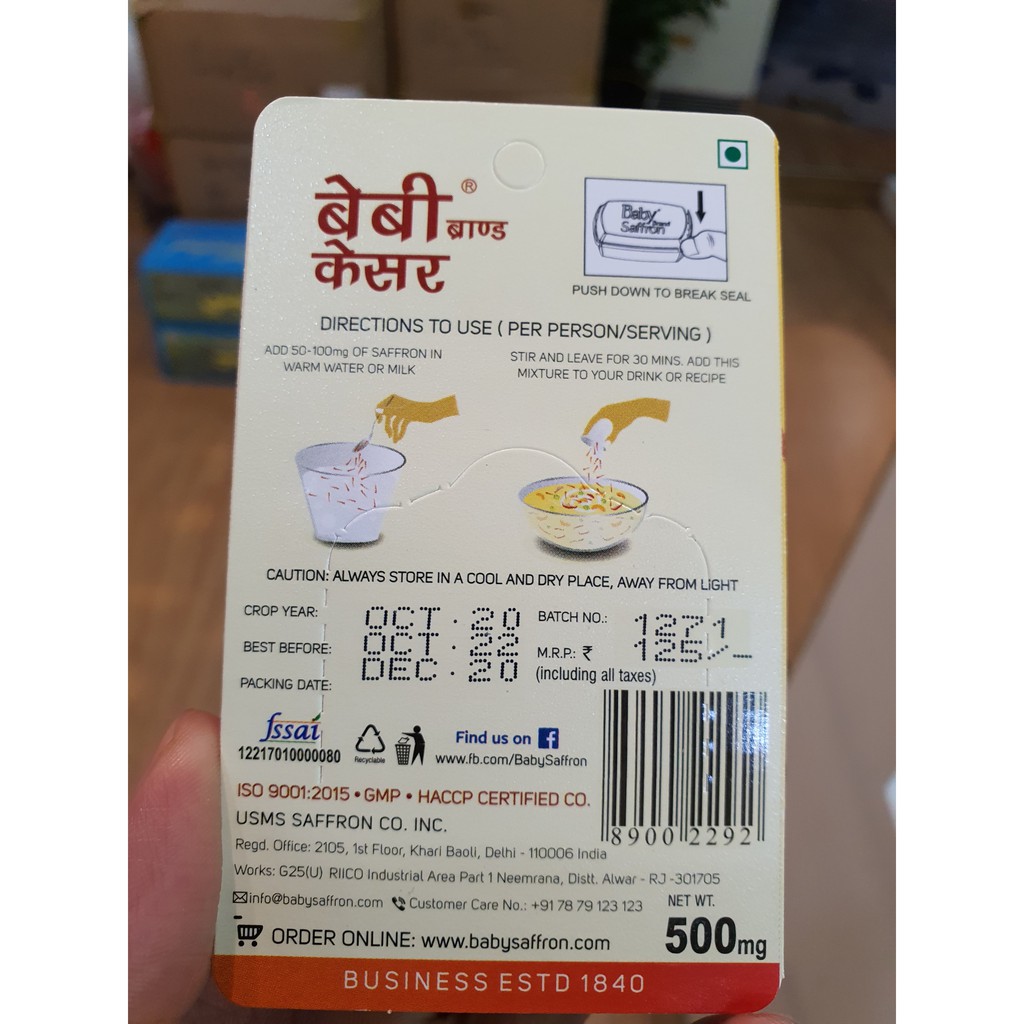 बेबी® ब्राण्ड
केसर
Baby Brand
Saffron
PUSH DOWN TO BREAK SEAL
DIRECTIONS TO USE ( PER PERSON/SERVING )
ADD 50-100mg OF SAFFRON IN
WARM WATER OR MILK
STIR AND LEAVE FOR 30 MINS. ADD THIS
MIXTURE TO YOUR DRINK OR RECIPE
CAUTION: ALWAYS STORE IN A COOL AND DRY PLACE, AWAY FROM LIGHT
CROP YEAR: OCT.20
BEST BEFORE: OCT.22
PACKING DATE: DEC.20
BATCH NO.: 1271
M.R.P.: ₹ 125/-
(including all taxes)
fssai
12217010000080
Recyclable
Find us on f
www.fb.com/BabySaffron
ISO 9001:2015 • GMP • HACCP CERTIFIED CO.
USMS SAFFRON CO. INC.
8900 2292
Regd. Office: 2105, 1st Floor, Khari Baoli, Delhi - 110006 India
Works: G25(U) RIICO Industrial Area Part 1 Neemrana, Distt. Alwar - RJ -301705
info@babysaffron.com Customer Care No.: +91 78 79 123 123
NET WT.
500mg
ORDER ONLINE: www.babysaffron.com
BUSINESS ESTD 1840